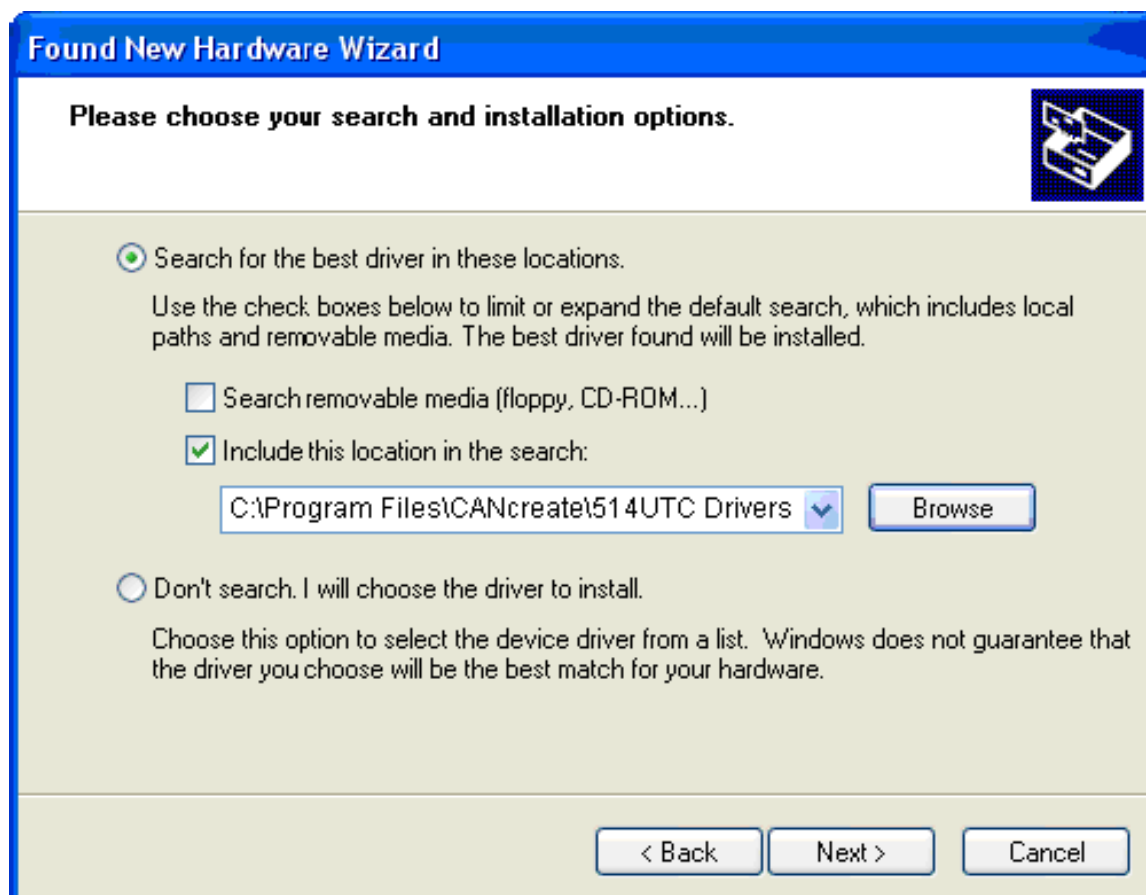 Found New Hardware Wizard
Please choose your search and installation options.
Search for the best driver in these locations.
Use the check boxes below to limit or expand the default search, which includes local
paths and removable media. The best driver found will be installed.
Search removable media (floppy, CD-ROM...)
Include this location in the search:
C:\Program Files\CANcreate\514UTC Drivers
Browse
Don't search. I will choose the driver to install.
Choose this option to select the device driver from a list. Windows does not guarantee that
the driver you choose will be the best match for your hardware.
< Back
Next >
Cancel